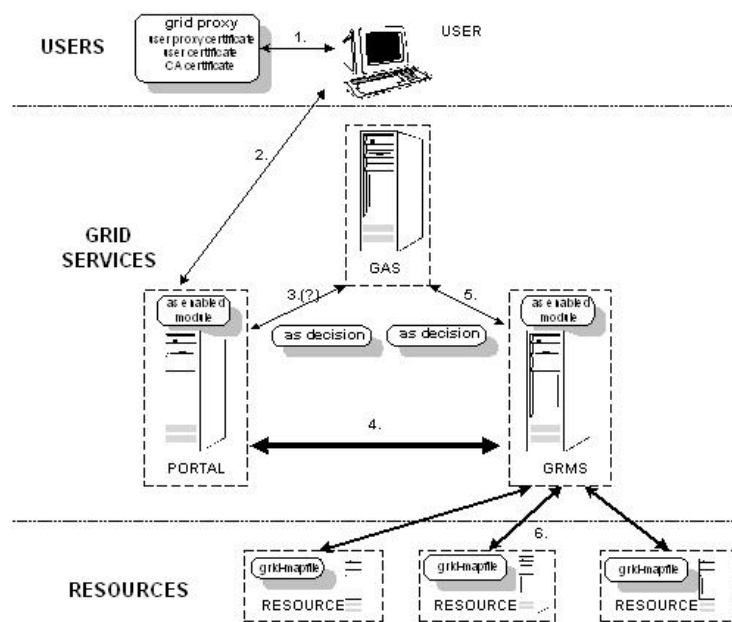 USERS
grid proxy
user proxy certificate
user certificate
CA certificate
1.
USER
2.
GRID
SERVICES
GAS
3.(?)
5.
as enabled
module
as decision
as decision
as enabled
module
4.
PORTAL
GRMS
6.
RESOURCES
grid-mapfile
RESOURCE
grid-mapfile
RESOURCE
grid-mapfile
RESOURCE